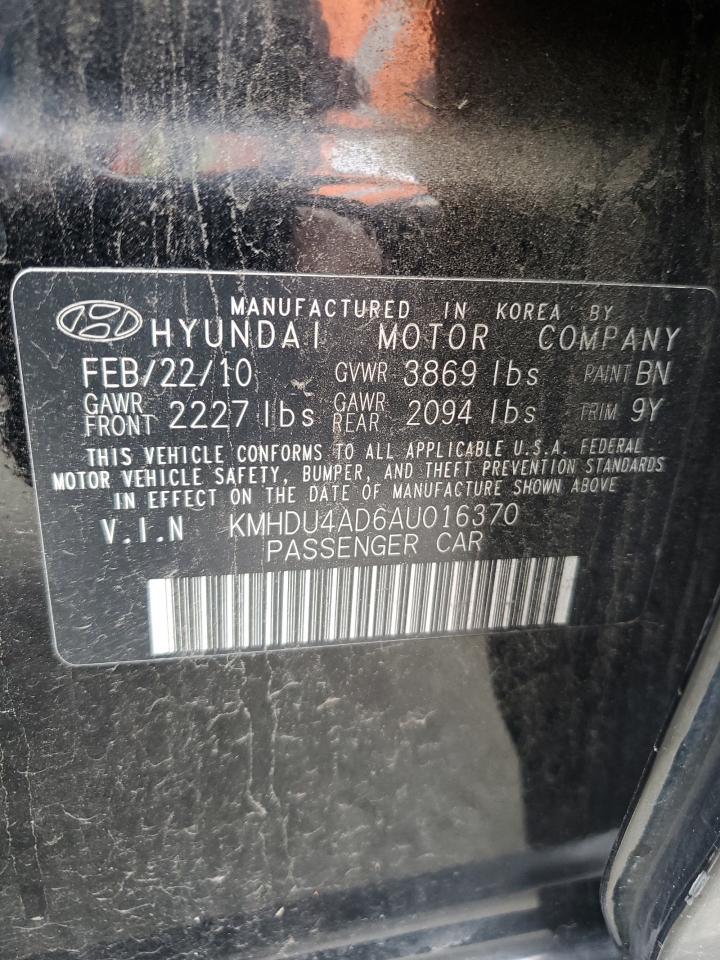 MANUFACTURED IN KOREA BY
HYUNDAI MOTOR COMPANY
FEB/22/10 GVWR 3869 lbs PAINT BN
GAWR FRONT 2227 lbs GAWR REAR 2094 lbs TRIM 9Y
THIS VEHICLE CONFORMS TO ALL APPLICABLE U.S.A. FEDERAL
MOTOR VEHICLE SAFETY, BUMPER, AND THEFT PREVENTION STANDARDS
IN EFFECT ON THE DATE OF MANUFACTURE SHOWN ABOVE
V.I.N KMHDU4AD6AU016370
PASSENGER CAR